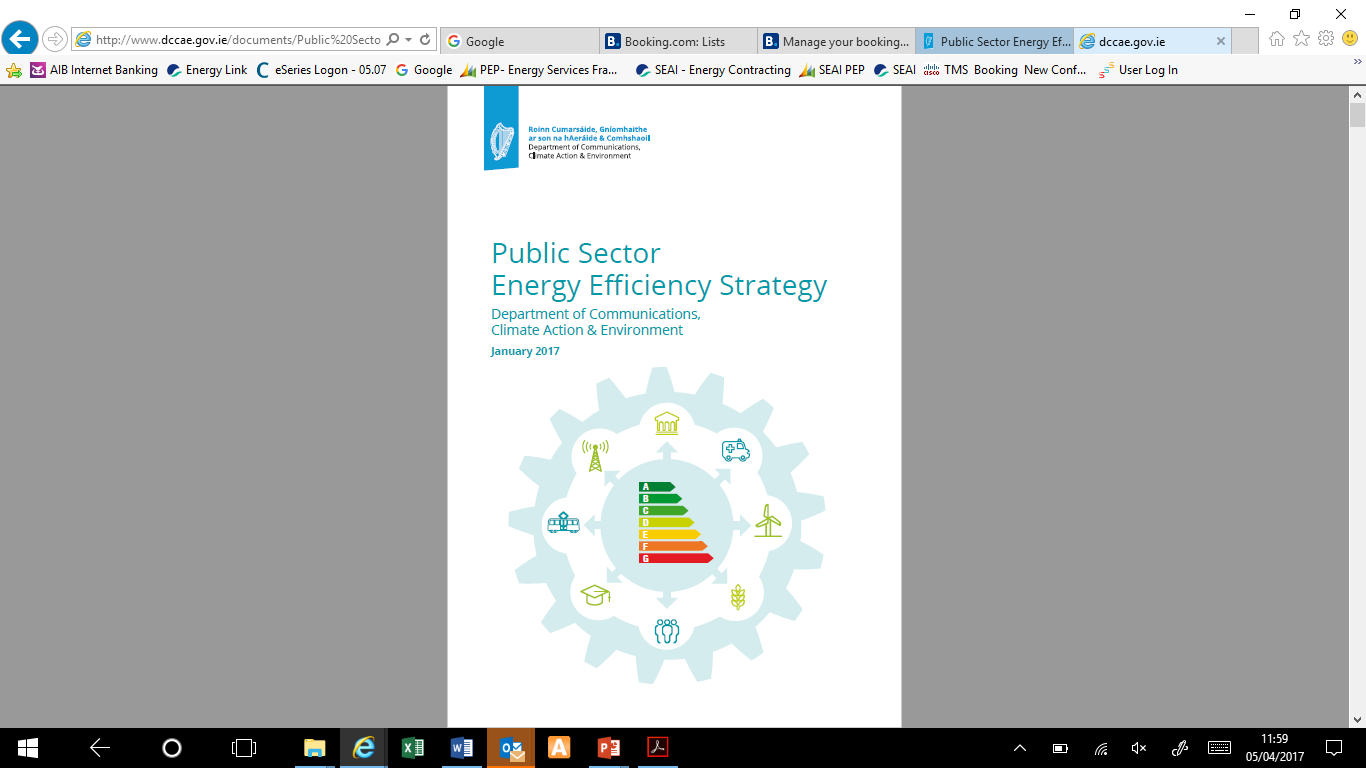 http://www.dccae.gov.ie/documents/Public%20Secto
Google
Booking.com: Lists
Manage your booking...
Public Sector Energy Ef...
dccae.gov.ie
AIB Internet Banking
Energy Link
eSeries Logon - 05.07
Google
PEP- Energy Services Fra...
SEAI - Energy Contracting
SEAI PEP
SEAI
TMS Booking New Conf...
User Log In
Roinn Cumarsáide, Gníomhaithe
ar son na hAeráide & Comhshaoil
Department of Communications,
Climate Action & Environment
Public Sector
Energy Efficiency Strategy
Department of Communications,
Climate Action & Environment
January 2017
A
B
C
D
E
F
G
11:59
05/04/2017